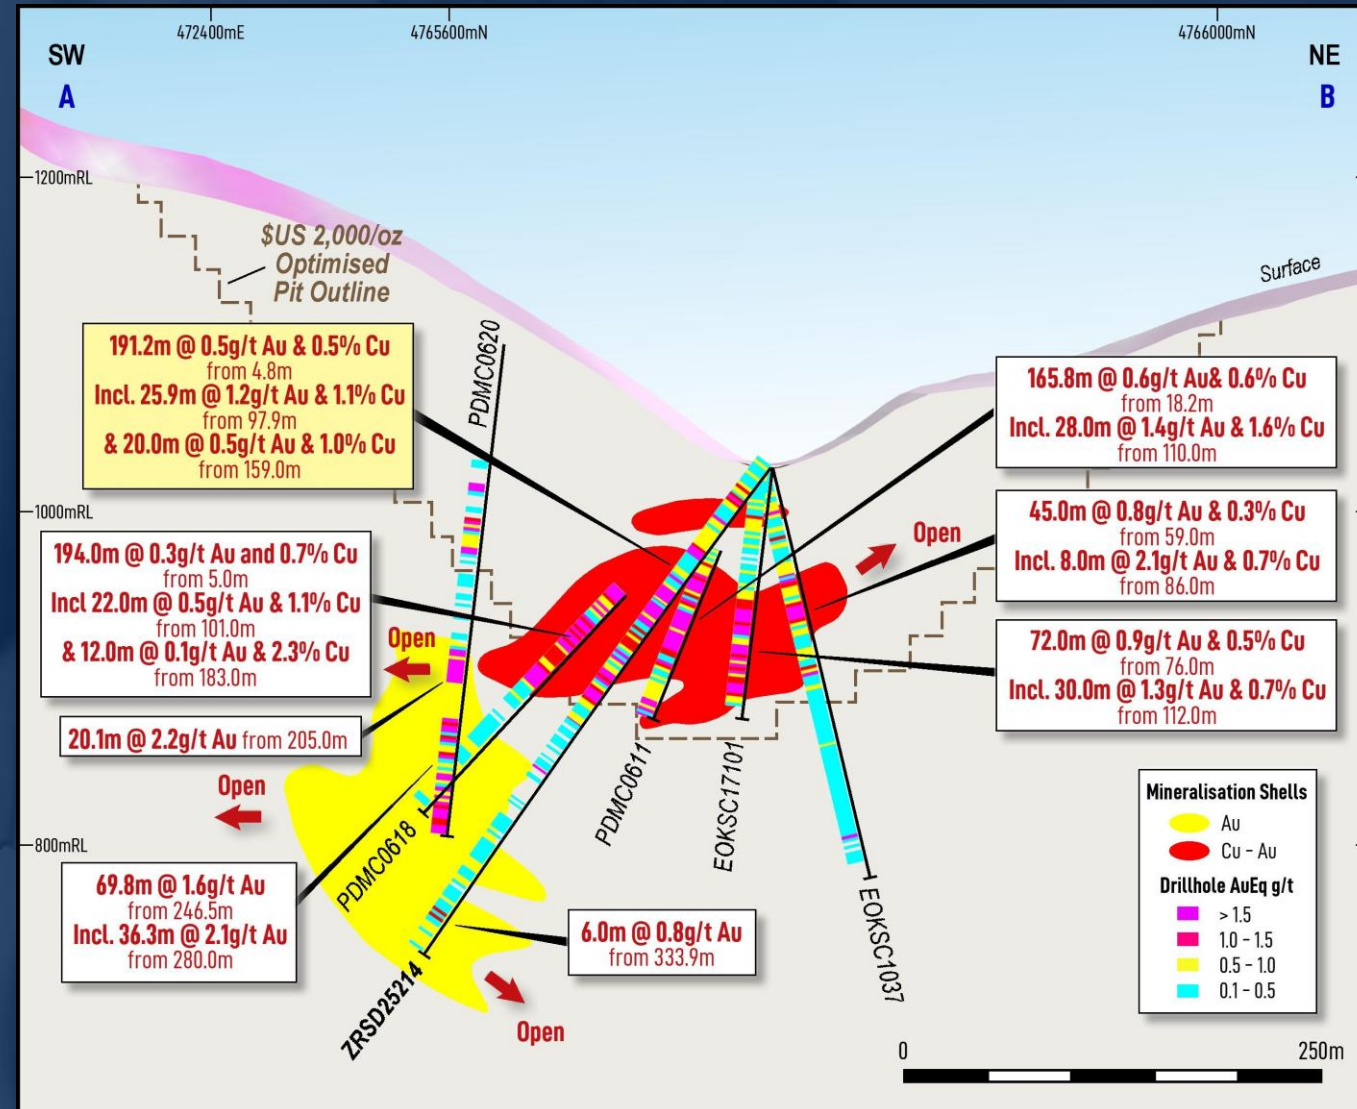 472400mE
4765600mN
4766000mN
SW
NE
A
B
1200mRL
$US 2,000/oz
Optimised
Pit Outline
Surface
191.2m @ 0.5g/t Au & 0.5% Cu
from 4.8m
Incl. 25.9m @ 1.2g/t Au & 1.1% Cu
from 97.9m
& 20.0m @ 0.5g/t Au & 1.0% Cu
from 159.0m
PDMC0620
165.8m @ 0.6g/t Au& 0.6% Cu
from 18.2m
Incl. 28.0m @ 1.4g/t Au & 1.6% Cu
from 110.0m
1000mRL
194.0m @ 0.3g/t Au and 0.7% Cu
from 5.0m
Incl 22.0m @ 0.5g/t Au & 1.1% Cu
from 101.0m
& 12.0m @ 0.1g/t Au & 2.3% Cu
from 183.0m
Open
45.0m @ 0.8g/t Au & 0.3% Cu
from 59.0m
Incl. 8.0m @ 2.1g/t Au & 0.7% Cu
from 86.0m
Open
72.0m @ 0.9g/t Au & 0.5% Cu
from 76.0m
Incl. 30.0m @ 1.3g/t Au & 0.7% Cu
from 112.0m
20.1m @ 2.2g/t Au from 205.0m
Open
PDMC0611
EOKSC17101
800mRL
PDMC0618
69.8m @ 1.6g/t Au
from 246.5m
Incl. 36.3m @ 2.1g/t Au
from 280.0m
6.0m @ 0.8g/t Au
from 333.9m
EOKSC1037
ZRSD25214
Open
Mineralisation Shells
Au
Cu - Au
Drillhole AuEq g/t
> 1.5
1.0 - 1.5
0.5 - 1.0
0.1 - 0.5
0
250m